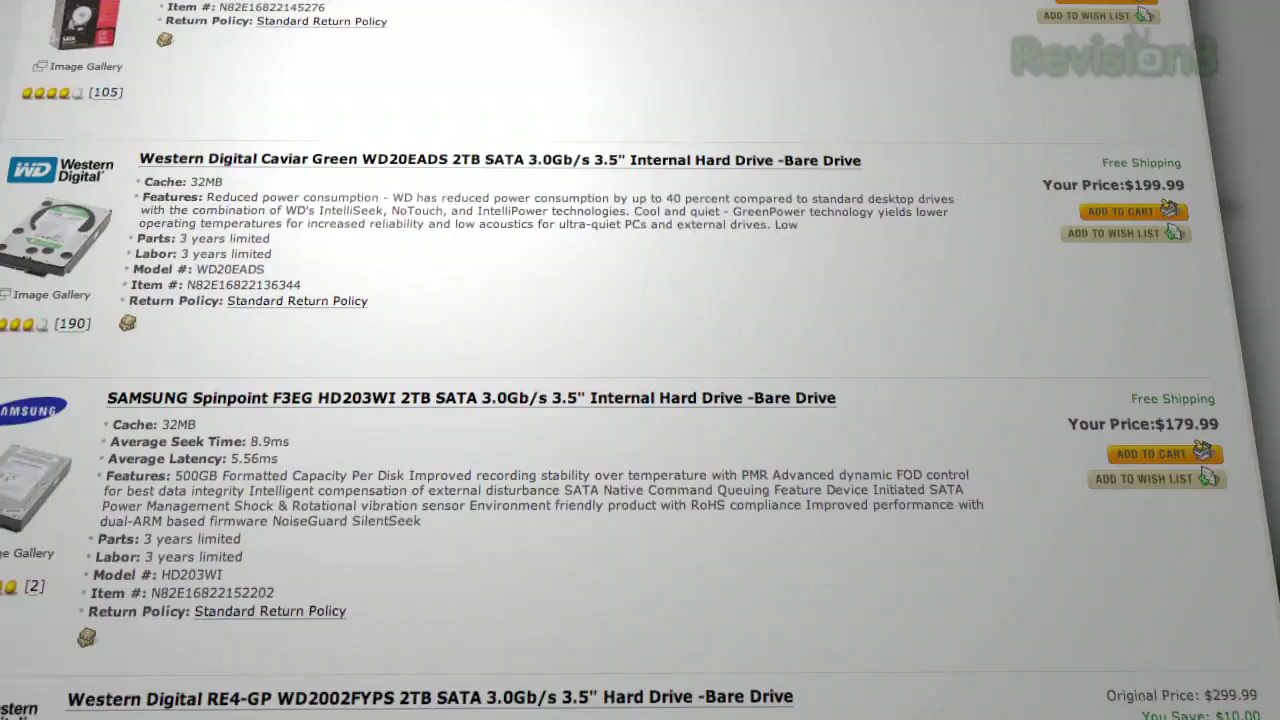 Item #: N82E16822145276
Return Policy: Standard Return Policy
ADD TO WISH LIST
Revision3
Image Gallery
[105]
WD Western Digital
Western Digital Caviar Green WD20EADS 2TB SATA 3.0Gb/s 3.5" Internal Hard Drive -Bare Drive
Free Shipping
Cache: 32MB
Your Price:$199.99
Features: Reduced power consumption - WD has reduced power consumption by up to 40 percent compared to standard desktop drives
with the combination of WD's IntelliSeek, NoTouch, and IntelliPower technologies. Cool and quiet - GreenPower technology yields lower
operating temperatures for increased reliability and low acoustics for ultra-quiet PCs and external drives. Low
ADD TO CART
ADD TO WISH LIST
Parts: 3 years limited
Labor: 3 years limited
Model #: WD20EADS
Item #: N82E16822136344
Return Policy: Standard Return Policy
Image Gallery
[190]
SAMSUNG
SAMSUNG Spinpoint F3EG HD203WI 2TB SATA 3.0Gb/s 3.5" Internal Hard Drive -Bare Drive
Free Shipping
Cache: 32MB
Your Price:$179.99
Average Seek Time: 8.9ms
Average Latency: 5.56ms
ADD TO CART
Features: 500GB Formatted Capacity Per Disk Improved recording stability over temperature with PMR Advanced dynamic FOD control
for best data integrity Intelligent compensation of external disturbance SATA Native Command Queuing Feature Device Initiated SATA
Power Management Shock & Rotational vibration sensor Environment friendly product with RoHS compliance Improved performance with
dual-ARM based firmware NoiseGuard SilentSeek
ADD TO WISH LIST
Parts: 3 years limited
Labor: 3 years limited
Model #: HD203WI
Item #: N82E16822152202
Return Policy: Standard Return Policy
ge Gallery
[2]
Western Digital RE4-GP WD2002FYPS 2TB SATA 3.0Gb/s 3.5" Hard Drive -Bare Drive
Original Price: $299.99
You Save: $10.00
stern